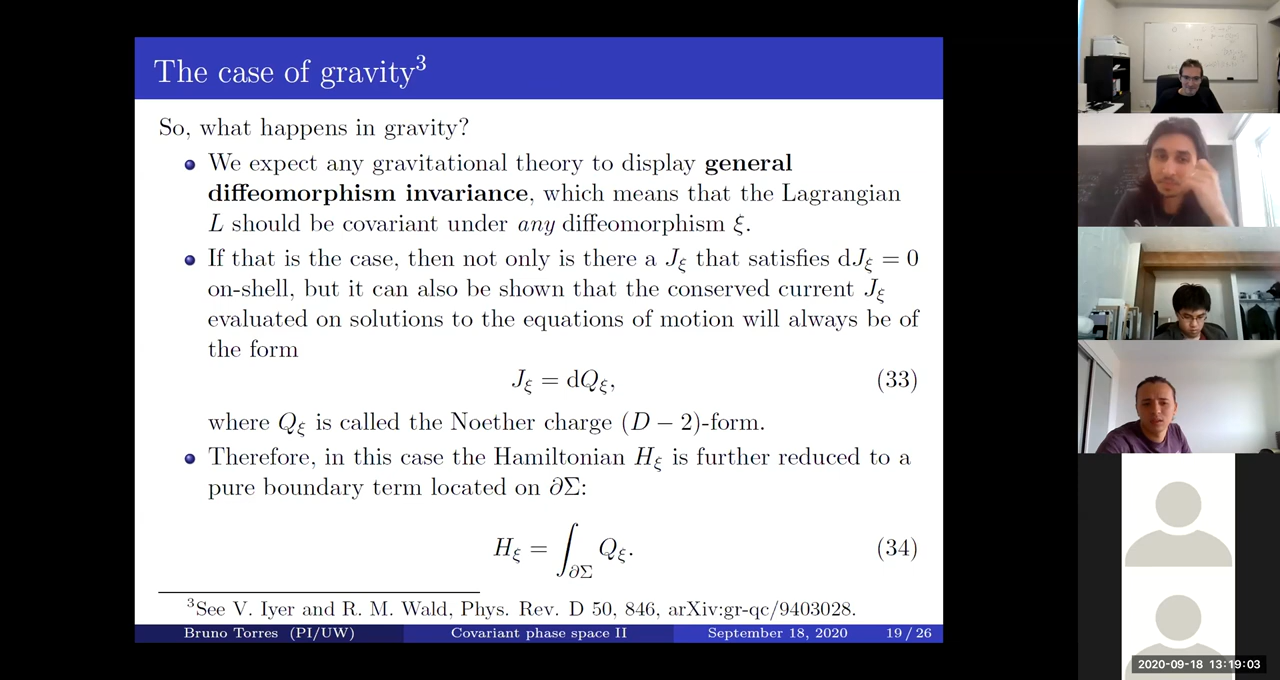 The case of gravity³
So, what happens in gravity?
We expect any gravitational theory to display general
diffeomorphism invariance, which means that the Lagrangian
L should be covariant under any diffeomorphism ξ.
If that is the case, then not only is there a J_ξ that satisfies dJ_ξ = 0
on-shell, but it can also be shown that the conserved current J_ξ
evaluated on solutions to the equations of motion will always be of
the form
J_ξ = dQ_ξ, (33)
where Q_ξ is called the Noether charge (D − 2)-form.
Therefore, in this case the Hamiltonian H_ξ is further reduced to a
pure boundary term located on ∂Σ:
H_ξ = ∫_∂Σ Q_ξ. (34)
³See V. Iyer and R. M. Wald, Phys. Rev. D 50, 846, arXiv:gr-qc/9403028.
Bruno Torres (PI/UW) Covariant phase space II September 18, 2020 19 / 26
2020-09-18 13:19:03